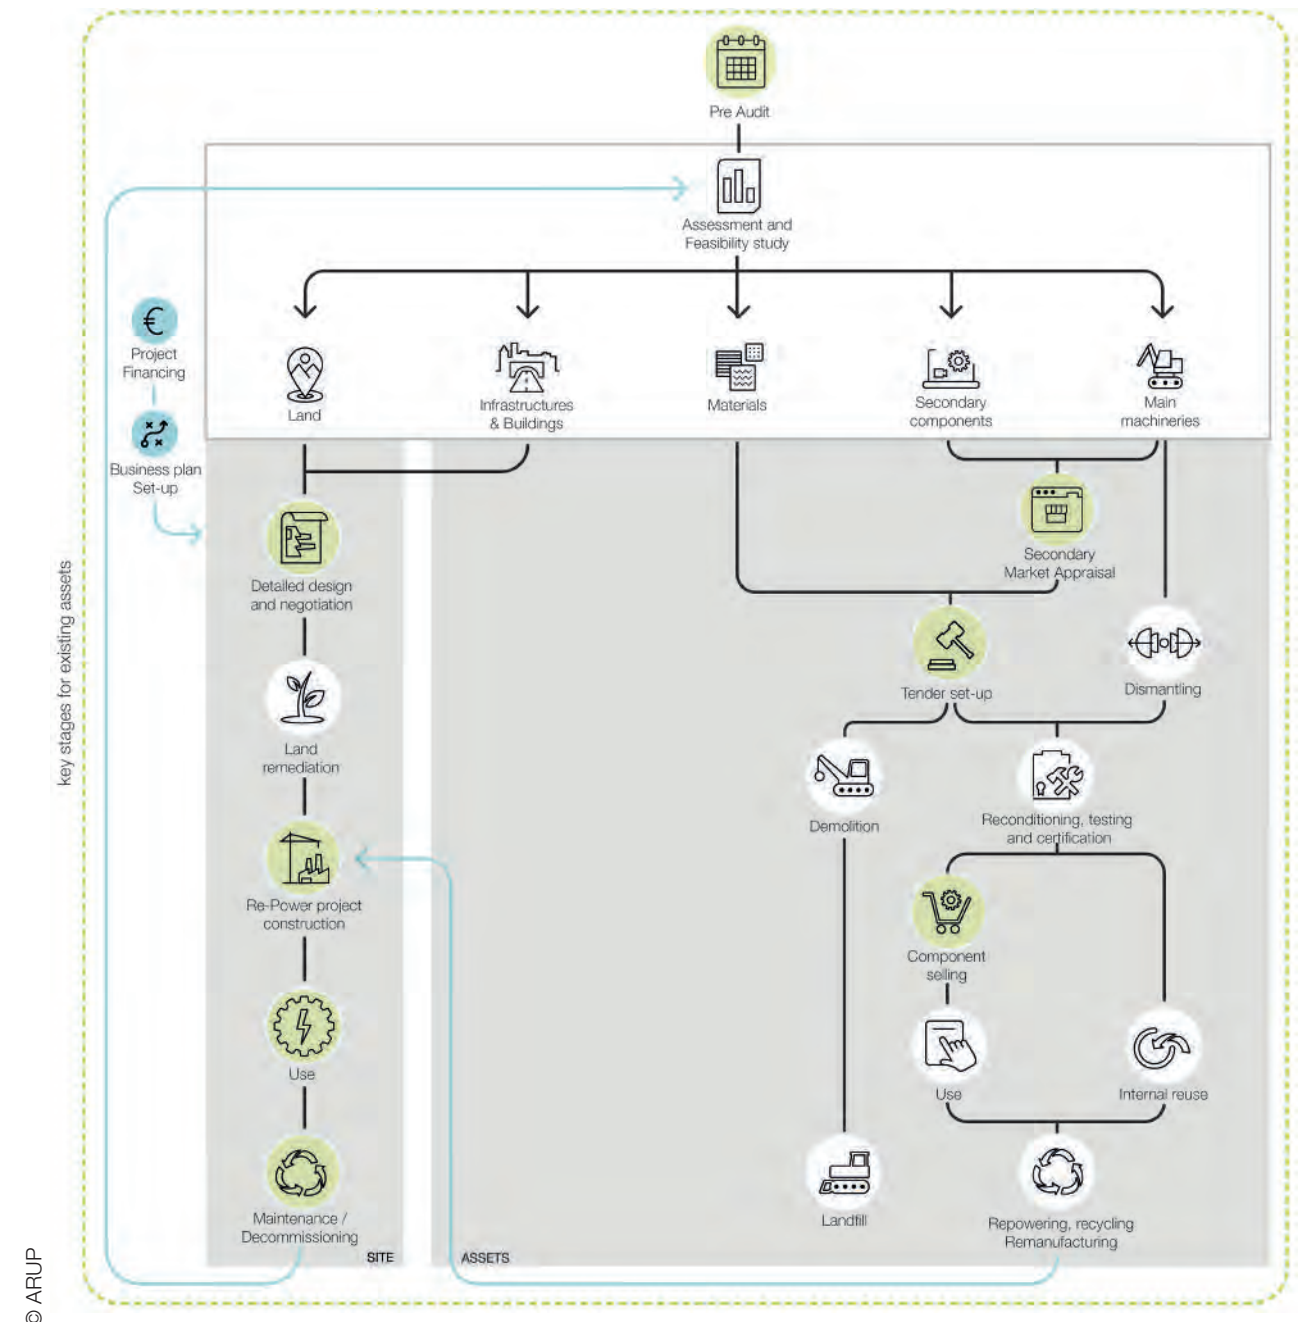 Pre Audit
Assessment and
Feasibility study
€
Project
Financing
Business plan
Set-up
Land
Infrastructures
& Buildings
Materials
Secondary
components
Main
machineries
Detailed design
and negotiation
Land
remediation
Re-Power project
construction
Use
Maintenance /
Decommissioning
SITE
Secondary
Market Appraisal
Tender set-up
Dismantling
Demolition
Reconditioning, testing
and certification
Component
selling
Use
Internal reuse
Landfill
Repowering, recycling
Remanufacturing
ASSETS
key stages for existing assets
© ARUP